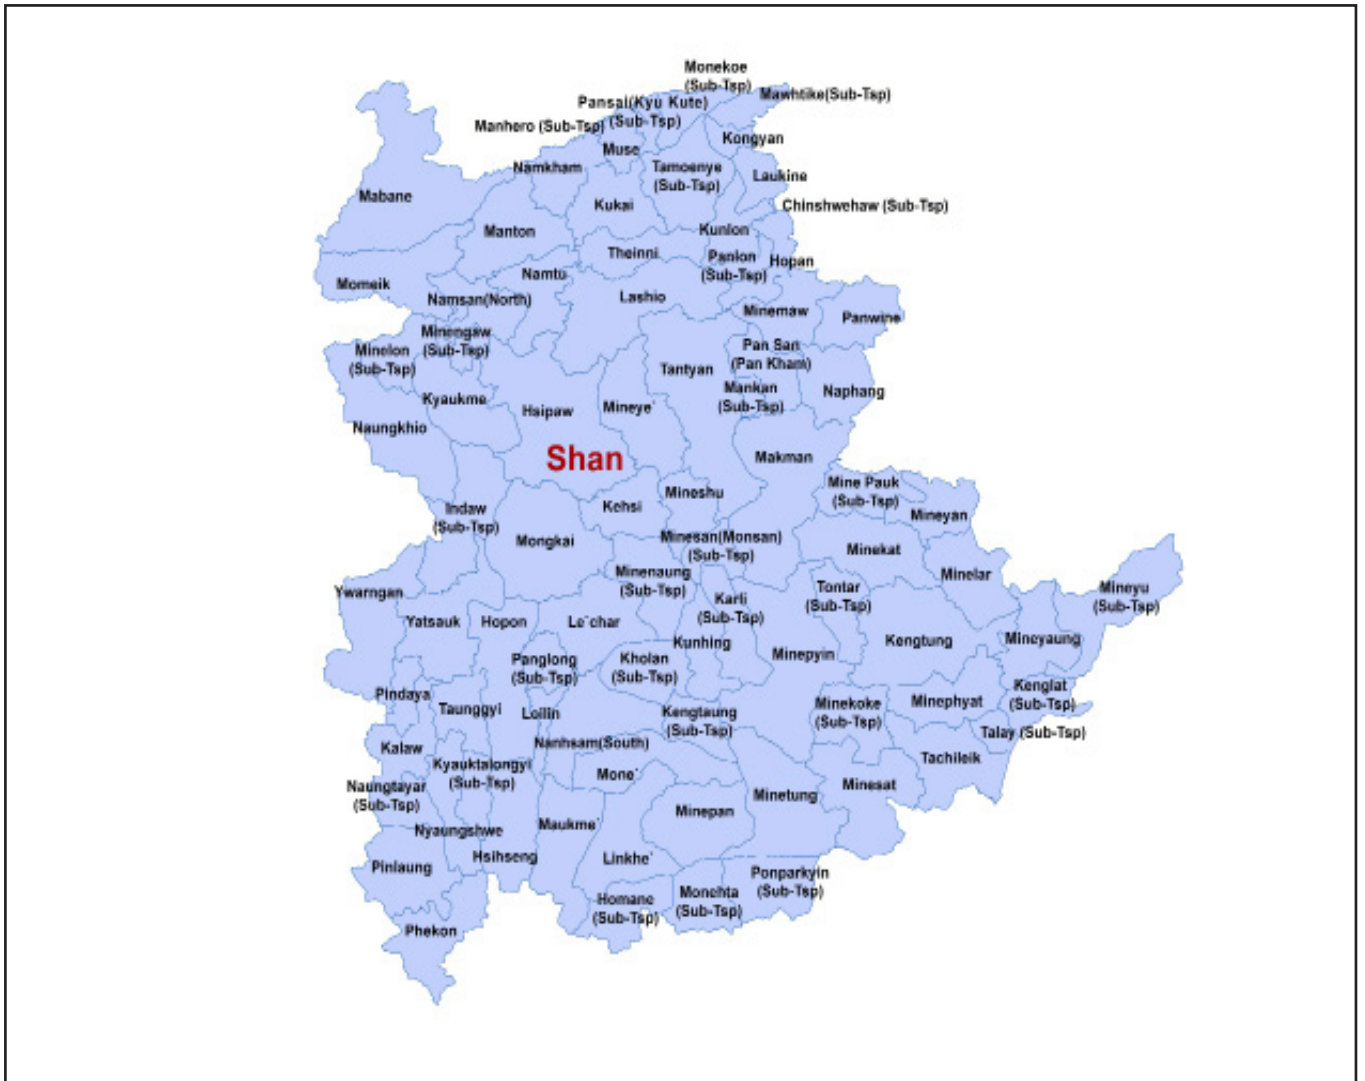 Monekoe
(Sub-Tsp)
Mawhtike(Sub-Tsp)
Pansai(Kyu Kute)
(Sub-Tsp)
Manhero (Sub-Tsp)
Kongyan
Muse
Namkham
Tamoenye
(Sub-Tsp)
Laukine
Mabane
Kukai
Chinshwehaw (Sub-Tsp)
Manton
Kunlon
Theinni
Panlon
(Sub-Tsp)
Hopan
Namtu
Momeik
Namsan(North)
Lashio
Minemaw
Panwine
Minengaw
(Sub-Tsp)
Minelon
(Sub-Tsp)
Pan San
(Pan Kham)
Tantyan
Mankan
(Sub-Tsp)
Naphang
Kyaukme
Hsipaw
Mineye`
Naungkhio
Shan
Makman
Mine Pauk
(Sub-Tsp)
Mineshu
Kehsi
Indaw
(Sub-Tsp)
Mineyan
Mongkai
Minesan(Monsan)
(Sub-Tsp)
Minekat
Minenaung
(Sub-Tsp)
Minelar
Ywarngan
Karli
(Sub-Tsp)
Tontar
(Sub-Tsp)
Mineyu
(Sub-Tsp)
Yatsauk
Hopon
Le`char
Kunhing
Minepyin
Kengtung
Mineyaung
Panglong
(Sub-Tsp)
Kholan
(Sub-Tsp)
Pindaya
Taunggyi
Loilin
Kengtaung
(Sub-Tsp)
Minekoke
(Sub-Tsp)
Minephyat
Kenglat
(Sub-Tsp)
Talay (Sub-Tsp)
Kalaw
Nanhsam(South)
Tachileik
Kyauktalongyi
(Sub-Tsp)
Mone`
Naungtayar
(Sub-Tsp)
Minetung
Minesat
Minepan
Nyaungshwe
Maukme`
Hsihseng
Linkhe`
Pinlaung
Ponparkyin
(Sub-Tsp)
Homane
(Sub-Tsp)
Monehta
(Sub-Tsp)
Phekon